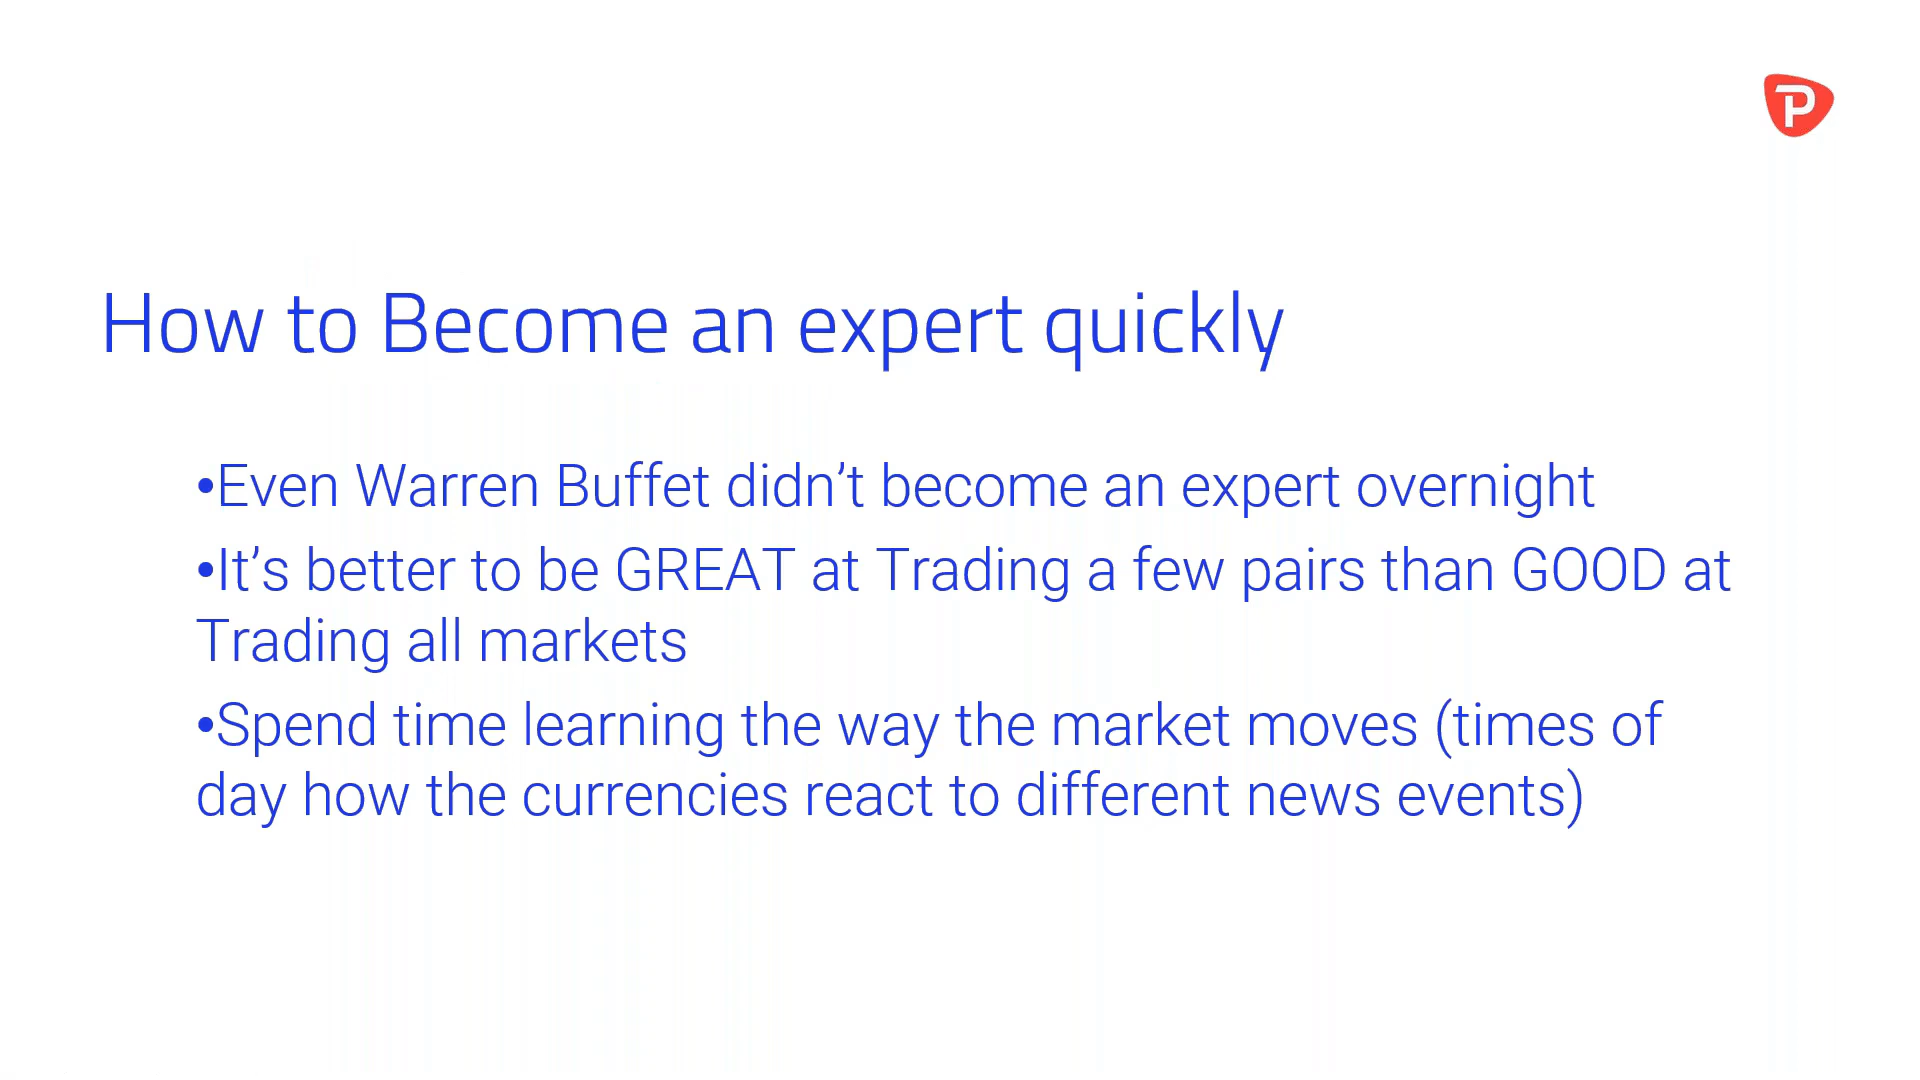 P
How to Become an expert quickly
•Even Warren Buffet didn’t become an expert overnight
•It’s better to be GREAT at Trading a few pairs than GOOD at
Trading all markets
•Spend time learning the way the market moves (times of
day how the currencies react to different news events)